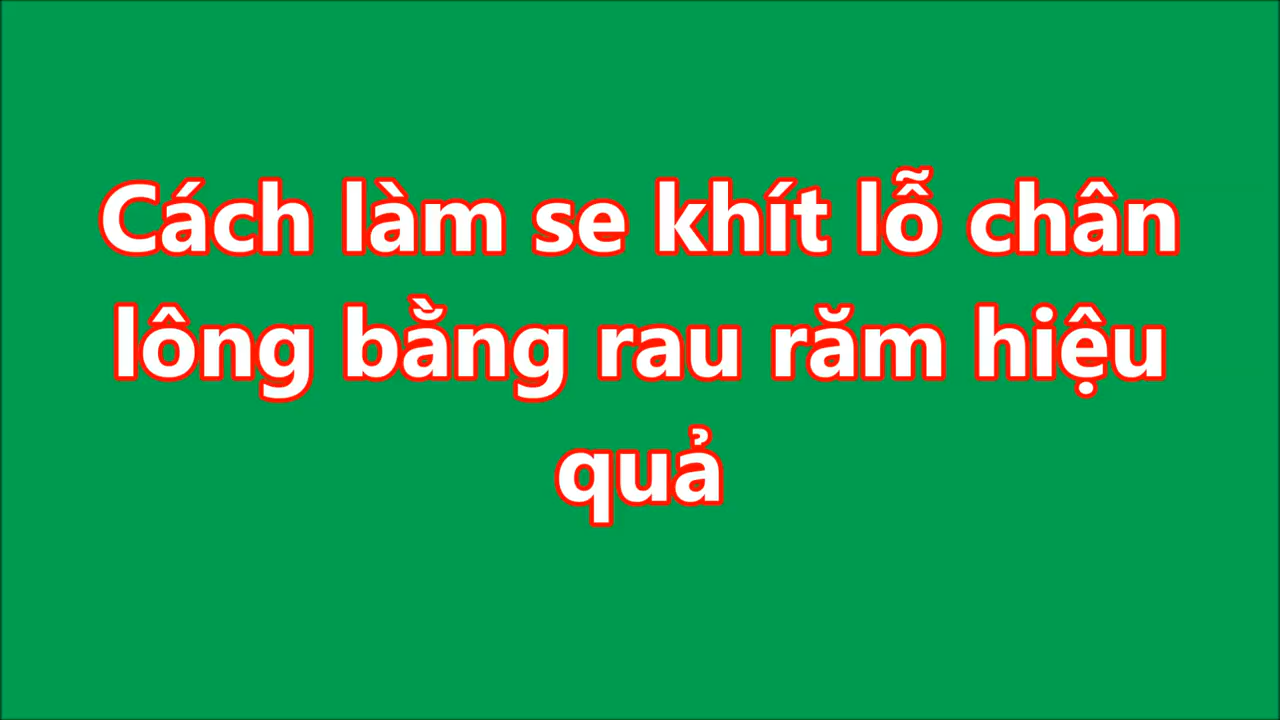 Cách làm se khít lỗ chân
lông bằng rau răm hiệu
quả